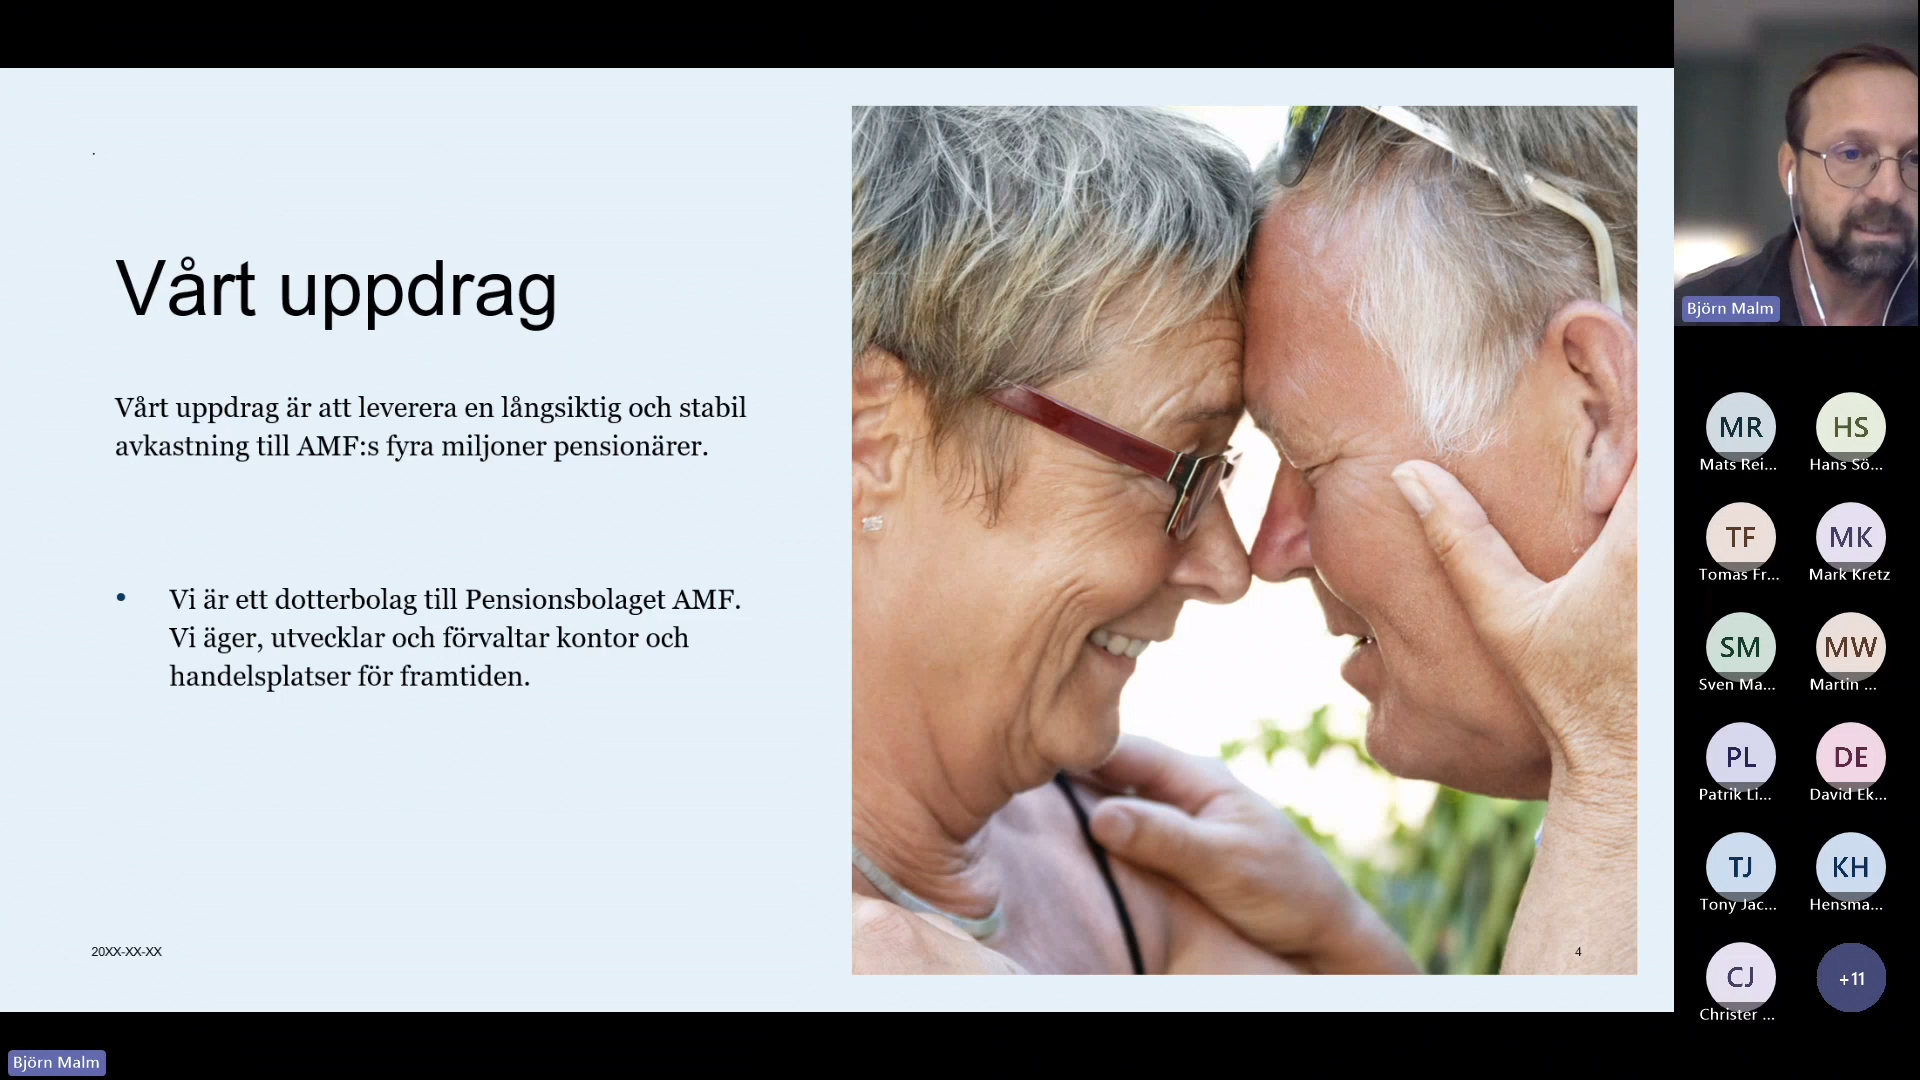 .
Vårt uppdrag
Vårt uppdrag är att leverera en långsiktig och stabil
avkastning till AMF:s fyra miljoner pensionärer.
• Vi är ett dotterbolag till Pensionsbolaget AMF.
Vi äger, utvecklar och förvaltar kontor och
handelsplatser för framtiden.
20XX-XX-XX
4
Björn Malm
MR
HS
Mats Rei...
Hans Sö...
TF
MK
Tomas Fr...
Mark Kretz
SM
MW
Sven Ma...
Martin ...
PL
DE
Patrik Li...
David Ek...
TJ
KH
Tony Jac...
Hensma...
CJ
+11
Christer ...
Björn Malm